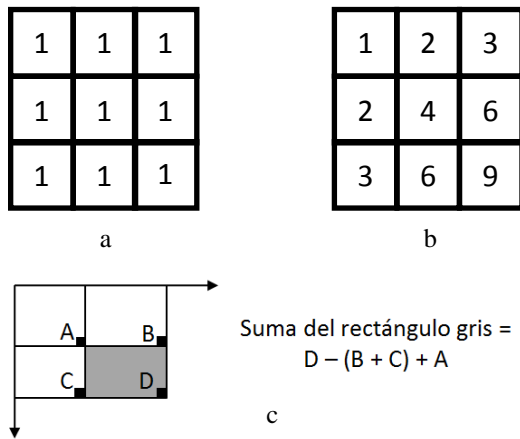 1 1 1
1 1 1
1 1 1
a
1 2 3
2 4 6
3 6 9
b
A B
C D
Suma del rectángulo gris =
D – (B + C) + A
c